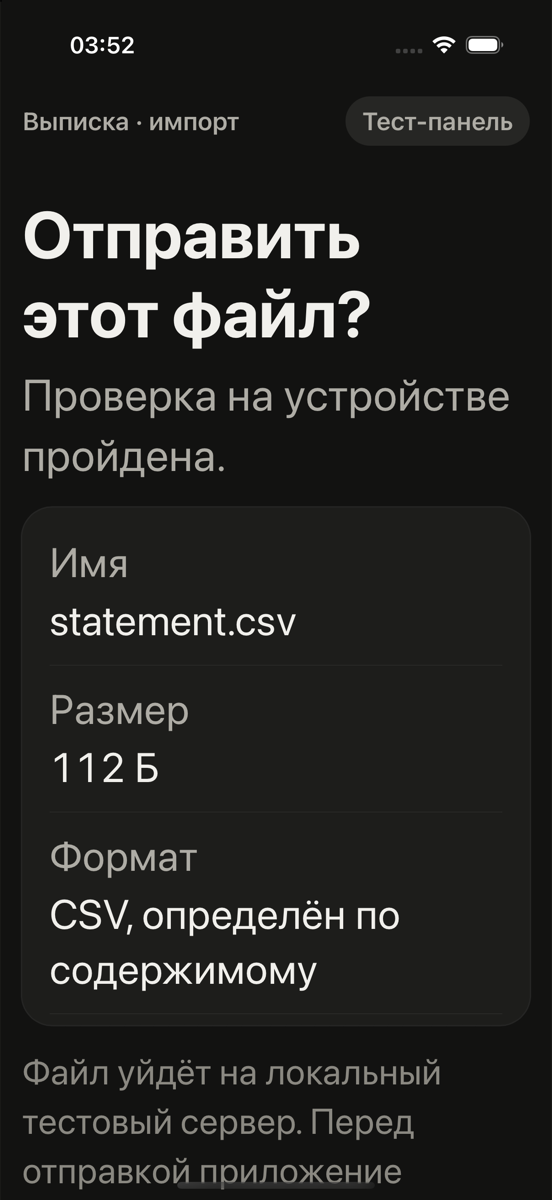 03:52
Выписка · импорт
Тест-панель
Отправить
этот файл?
Проверка на устройстве
пройдена.
Имя
statement.csv
Размер
112 Б
Формат
CSV, определён по
содержимому
Файл уйдёт на локальный
тестовый сервер. Перед
отправкой приложение